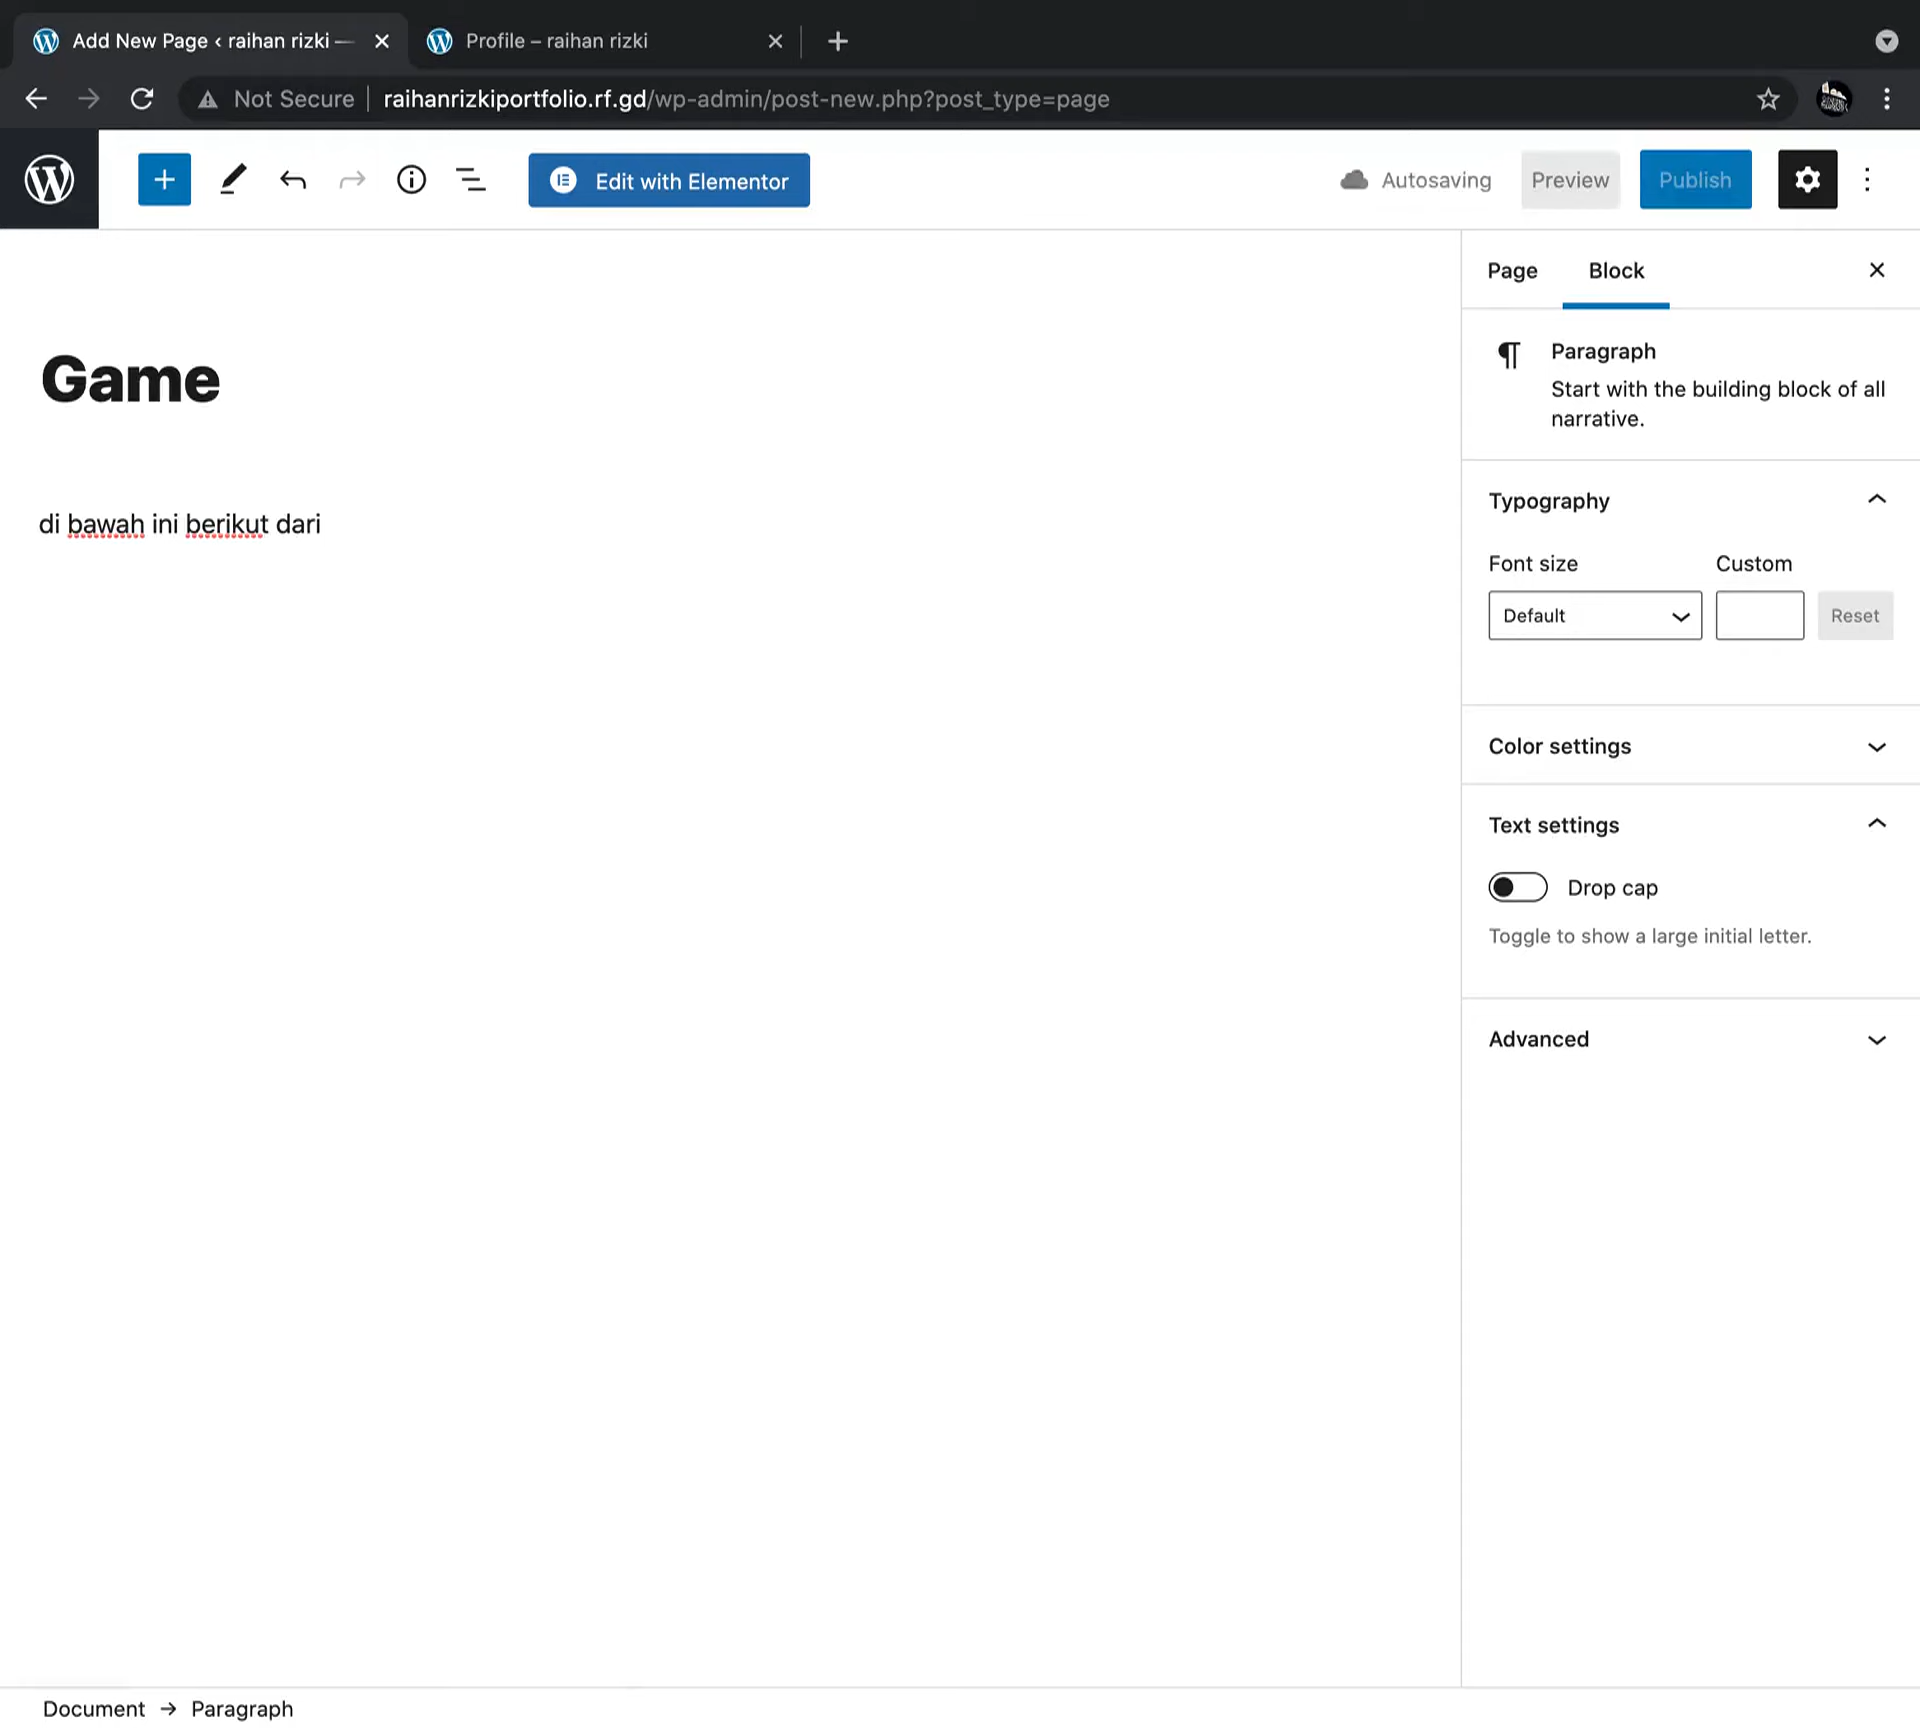 Add New Page ‹ raihan rizki —
Profile – raihan rizki
Not Secure
raihanrizkiportfolio.rf.gd/wp-admin/post-new.php?post_type=page
Edit with Elementor
Autosaving
Preview
Publish
Page
Block
Game
Paragraph
Start with the building block of all
narrative.
Typography
di bawah ini berikut dari
Font size
Custom
Default
Reset
Color settings
Text settings
Drop cap
Toggle to show a large initial letter.
Advanced
Document → Paragraph